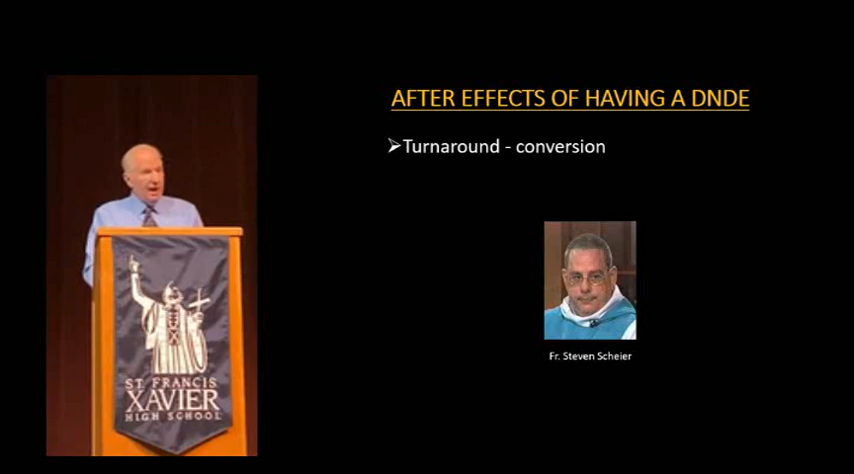 AFTER EFFECTS OF HAVING A DNDE
➢Turnaround - conversion
Fr. Steven Scheier
ST. FRANCIS
XAVIER
HIGH SCHOOL